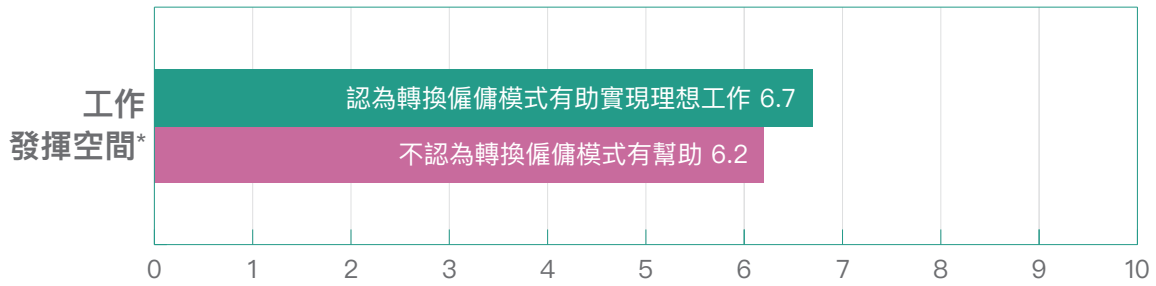 工作
發揮空間*
認為轉換僱傭模式有助實現理想工作 6.7
不認為轉換僱傭模式有幫助 6.2
0 1 2 3 4 5 6 7 8 9 10